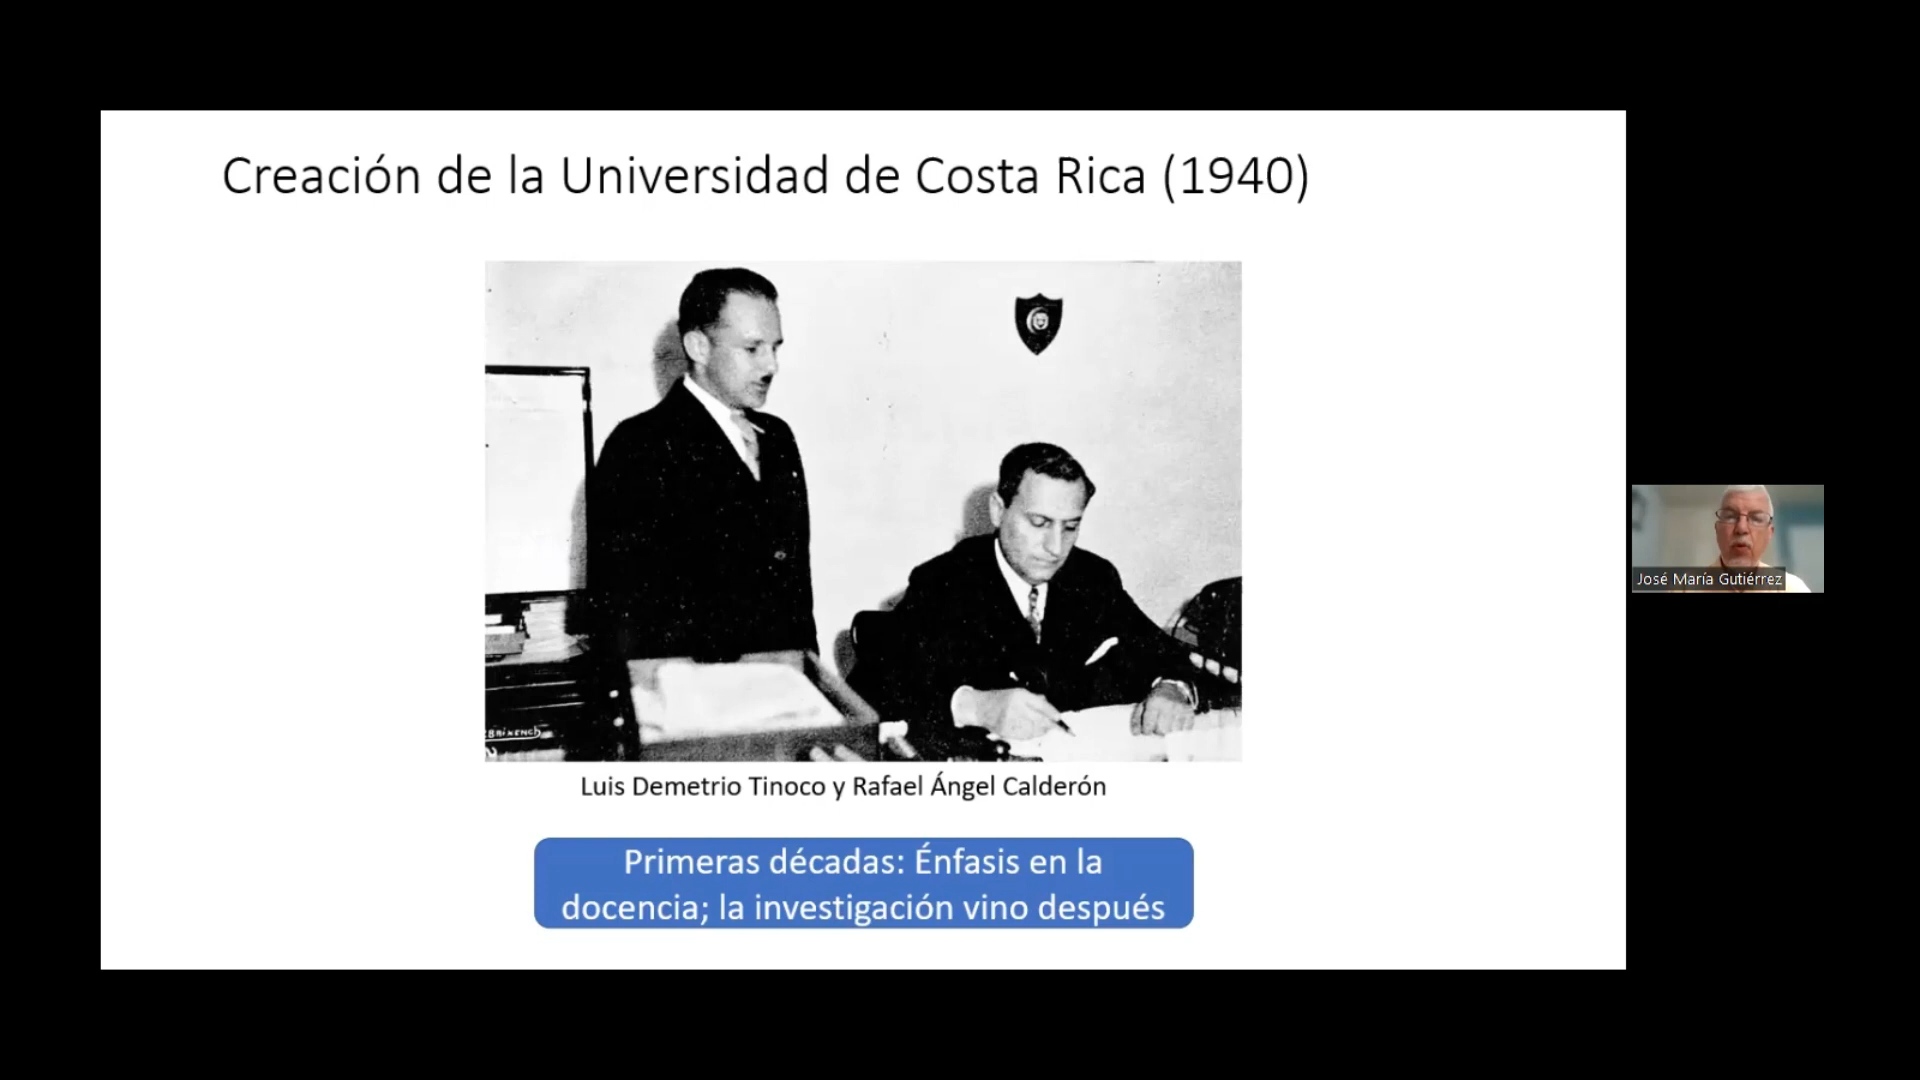 Creación de la Universidad de Costa Rica (1940)
Luis Demetrio Tinoco y Rafael Ángel Calderón
Primeras décadas: Énfasis en la
docencia; la investigación vino después
José María Gutiérrez